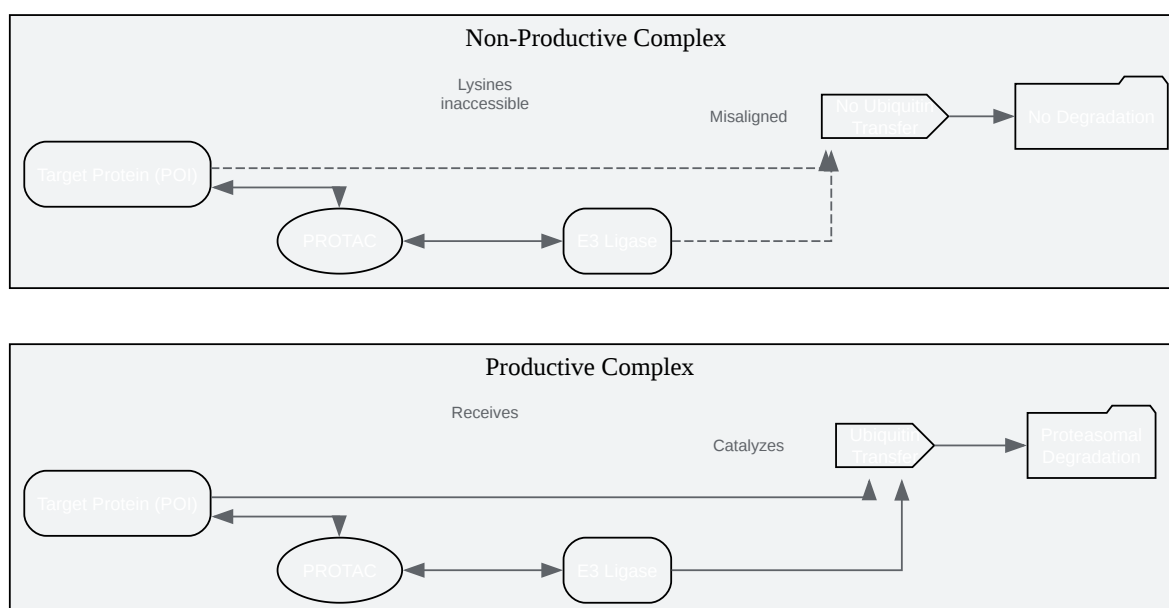 Non-Productive Complex
Lysines
inaccessible
Misaligned
No Ubiquitin
Transfer
No Degradation
Target Protein (POI)
PROTAC
E3 Ligase
Productive Complex
Receives
Catalyzes
Ubiquitin
Transfer
Proteasomal
Degradation
Target Protein (POI)
PROTAC
E3 Ligase